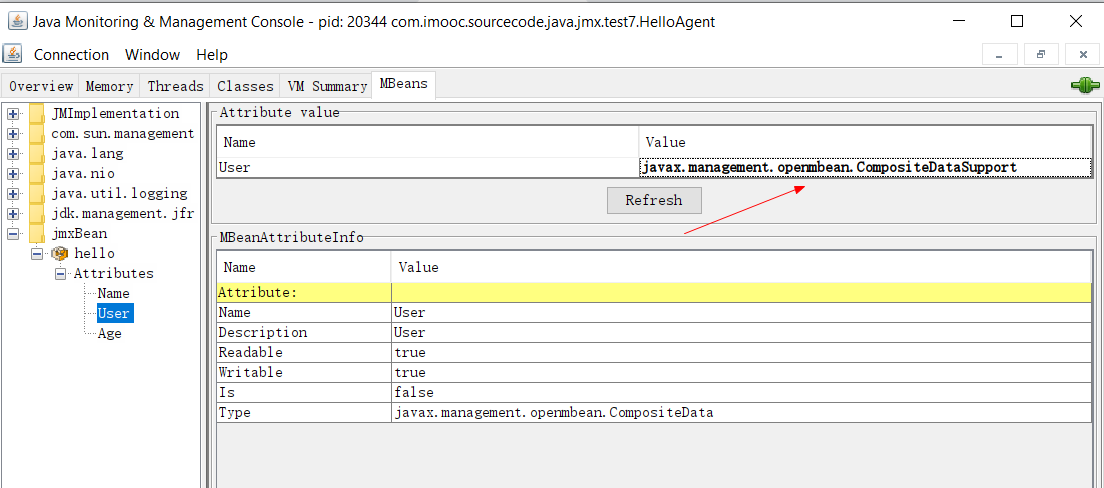 Java Monitoring & Management Console - pid: 20344 com.imooc.sourcecode.java.jmx.test7.HelloAgent
Connection Window Help
Overview Memory Threads Classes VM Summary MBeans
JMImplementation
com.sun.management
java.lang
java.nio
java.util.logging
jdk.management.jfr
jmxBean
hello
Attributes
Name
User
Age
Attribute value
Name Value
User javax.management.openmbean.CompositeDataSupport
Refresh
MBeanAttributeInfo
Name Value
Attribute:
Name User
Description User
Readable true
Writable true
Is false
Type javax.management.openmbean.CompositeData